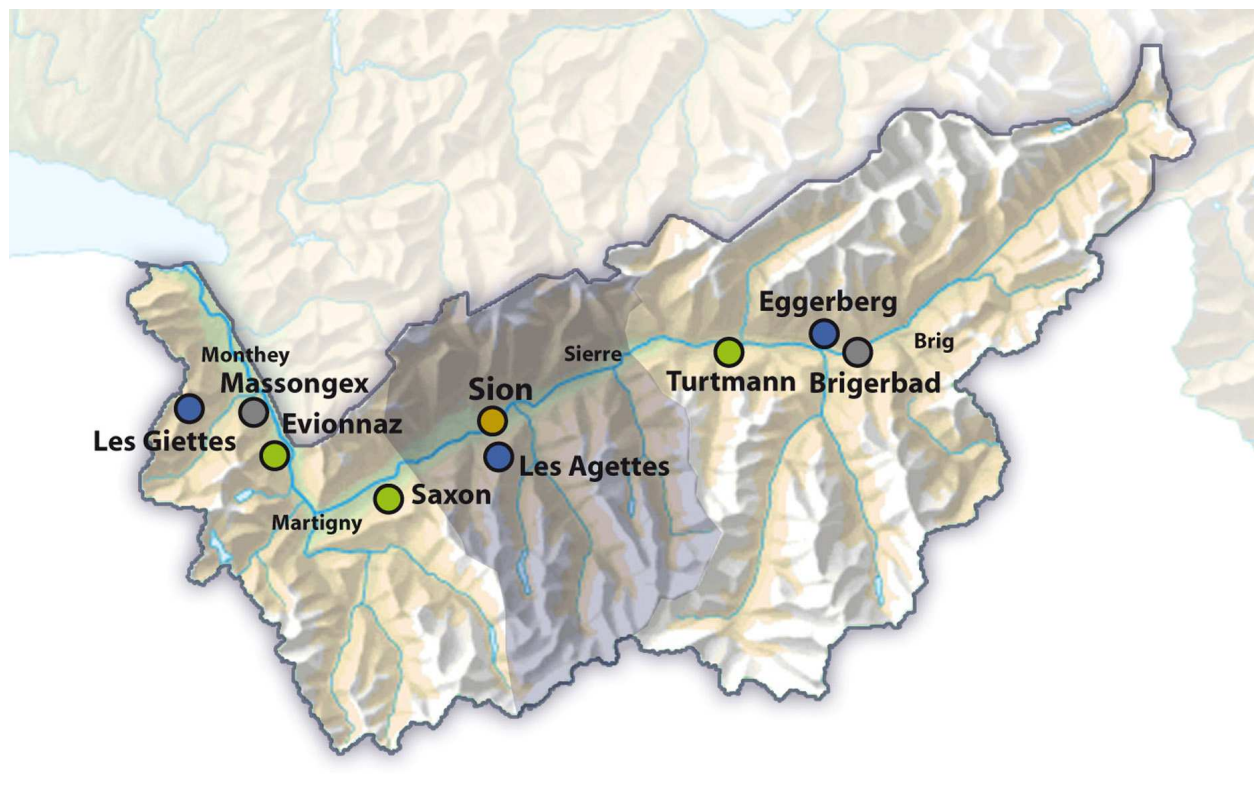 Eggerberg
Brig
Monthey
Sierre
Massongex
Sion
Turtmann
Brigerbad
Evionnaz
Les Giettes
Les Agettes
Saxon
Martigny